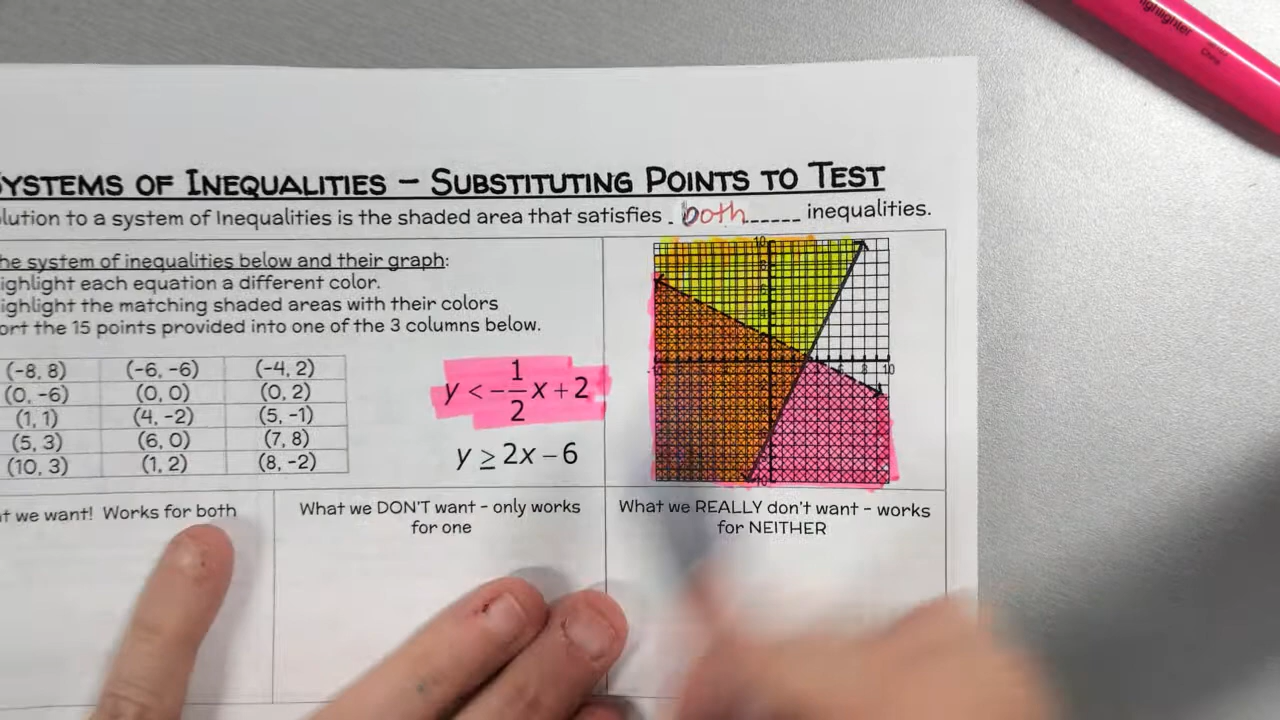 YSTEMS OF INEQUALITIES – SUBSTITUTING POINTS TO TEST
olution to a system of Inequalities is the shaded area that satisfies . both______ inequalities.
he system of inequalities below and their graph:
ighlight each equation a different color.
ighlight the matching shaded areas with their colors
ort the 15 points provided into one of the 3 columns below.
(-8, 8) (-6, -6) (-4, 2)
(0, -6) (0, 0) (0, 2)
(1, 1) (4, -2) (5, -1)
(5, 3) (6, 0) (7, 8)
(10, 3) (1, 2) (8, -2)
y < -1/2x + 2
y ≥ 2x – 6
at we want! Works for both
What we DON'T want – only works
for one
What we REALLY don't want – works
for NEITHER
highlighter
China